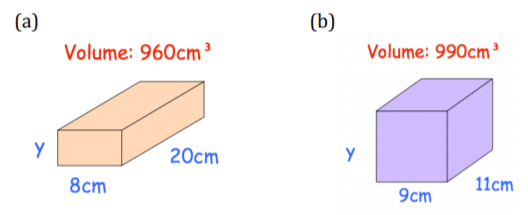 (a)
Volume: 960cm³
y
20cm
8cm
(b)
Volume: 990cm³
y
11cm
9cm